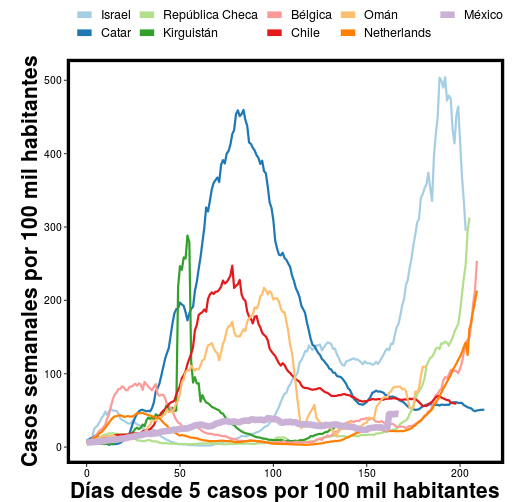 Israel República Checa Bélgica Omán México
Catar Kirguistán Chile Netherlands
Casos semanales por 100 mil habitantes
500
400
300
200
100
0
0 50 100 150 200
Días desde 5 casos por 100 mil habitantes